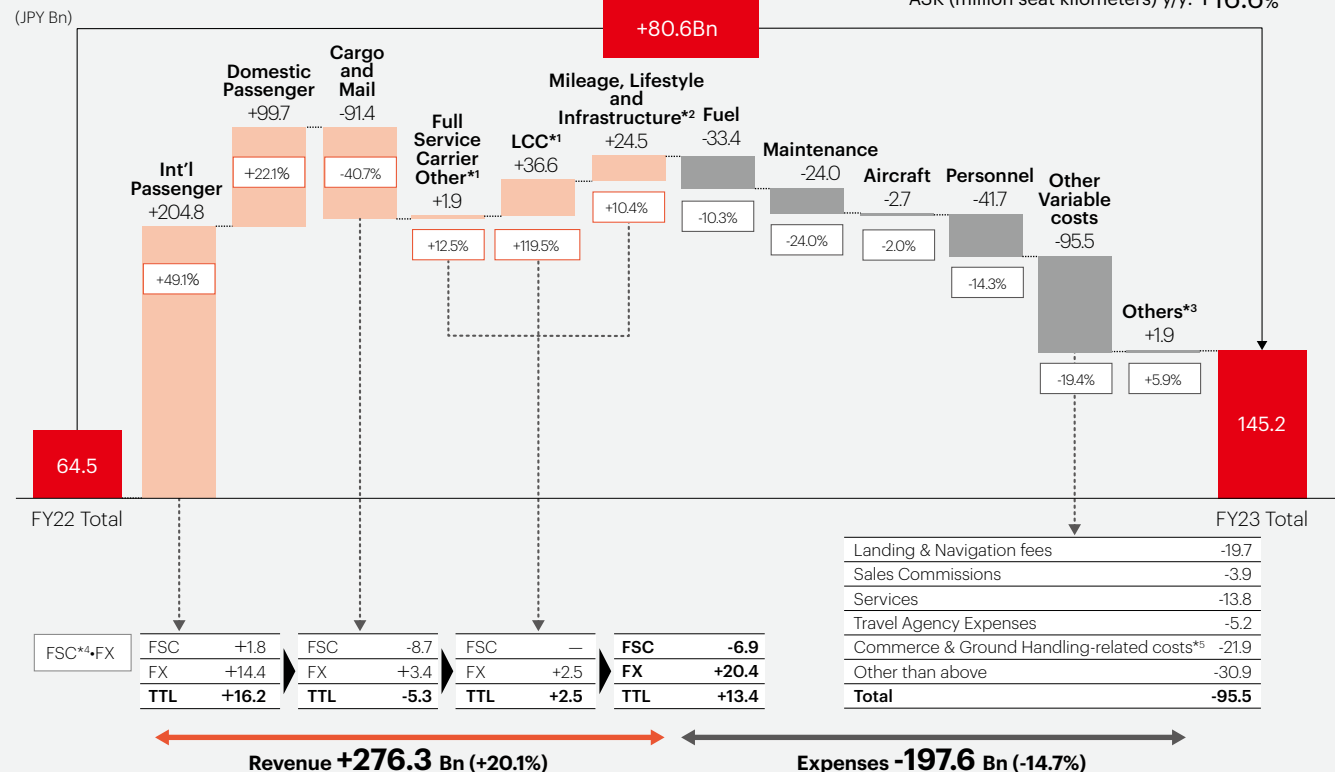 (JPY Bn)
ASK (million seat kilometers) y/y: +16.6%
+80.6Bn
Int'l
Passenger
+204.8
+49.1%
Domestic
Passenger
+99.7
+22.1%
Cargo
and
Mail
-91.4
-40.7%
Full
Service
Carrier
Other*1
+1.9
+12.5%
LCC*1
+36.6
+119.5%
Mileage, Lifestyle
and
Infrastructure*2
+24.5
+10.4%
Fuel
-33.4
-10.3%
Maintenance
-24.0
-24.0%
Aircraft
-2.7
-2.0%
Personnel
-41.7
-14.3%
Other
Variable
costs
-95.5
-19.4%
Others*3
+1.9
+5.9%
64.5
145.2
FY22 Total
FY23 Total
Landing & Navigation fees -19.7
Sales Commissions -3.9
Services -13.8
Travel Agency Expenses -5.2
Commerce & Ground Handling-related costs*5 -21.9
Other than above -30.9
Total -95.5
FSC*4•FX
FSC +1.8
FX +14.4
TTL +16.2
FSC -8.7
FX +3.4
TTL -5.3
FSC —
FX +2.5
TTL +2.5
FSC -6.9
FX +20.4
TTL +13.4
Revenue +276.3 Bn (+20.1%)
Expenses -197.6 Bn (-14.7%)